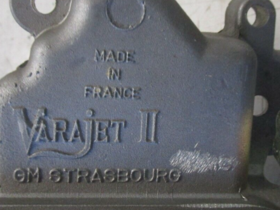 MADE
IN
FRANCE
VARAJET II
GM STRASBOURG